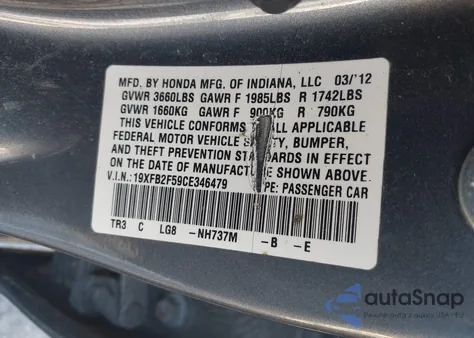 MFD. BY HONDA MFG. OF INDIANA, LLC 03/'12
GVWR 3660LBS GAWR F 1985LBS R 1742LBS
GVWR 1660KG GAWR F 900KG R 790KG
THIS VEHICLE CONFORMS ALL APPLICABLE
FEDERAL MOTOR VEHICLE SAFETY, BUMPER,
AND THEFT PREVENTION STANDARDS IN EFFECT
ON THE DATE OF MANUFACTURE SHOWN ABOVE.
V.I.N.: 19XFB2F59CE346479 TYPE: PASSENGER CAR
TR3 C LG8 -NH737M -B -E
autoSnap